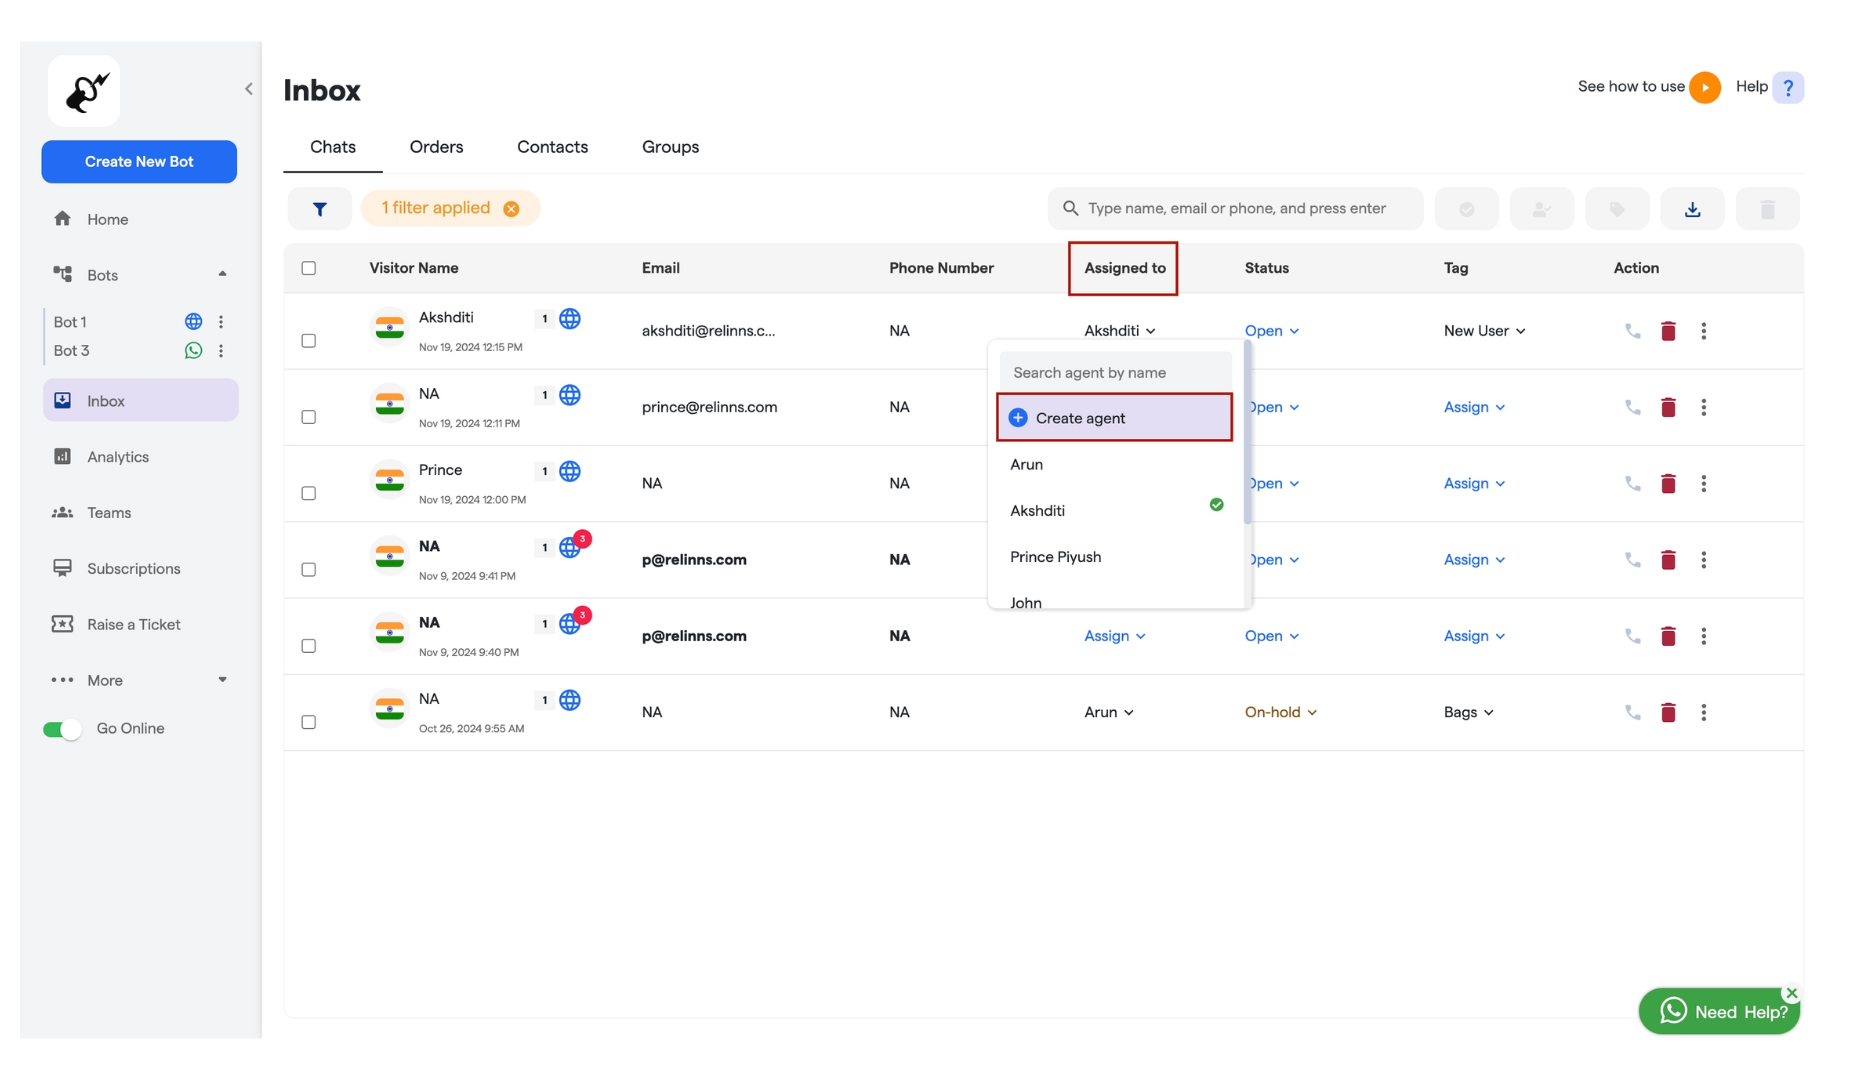 Inbox
See how to use
Help ?
Create New Bot
Chats Orders Contacts Groups
1 filter applied
Type name, email or phone, and press enter
Home
Bots
Bot 1
Bot 3
Inbox
Analytics
Teams
Subscriptions
Raise a Ticket
More
Go Online
Visitor Name Email Phone Number Assigned to Status Tag Action
Akshditi 1 akshditi@relinns.c... NA Akshditi Open New User
Nov 19, 2024 12:15 PM
NA 1 prince@relinns.com NA Open Assign
Nov 19, 2024 12:11 PM
Prince 1 NA NA Open Assign
Nov 19, 2024 12:00 PM
NA 1 3 p@relinns.com NA Open Assign
Nov 9, 2024 9:41 PM
NA 1 3 p@relinns.com NA Assign Open Assign
Nov 9, 2024 9:40 PM
NA 1 NA NA Arun On-hold Bags
Oct 26, 2024 9:55 AM
Search agent by name
Create agent
Arun
Akshditi
Prince Piyush
John
Need Help?